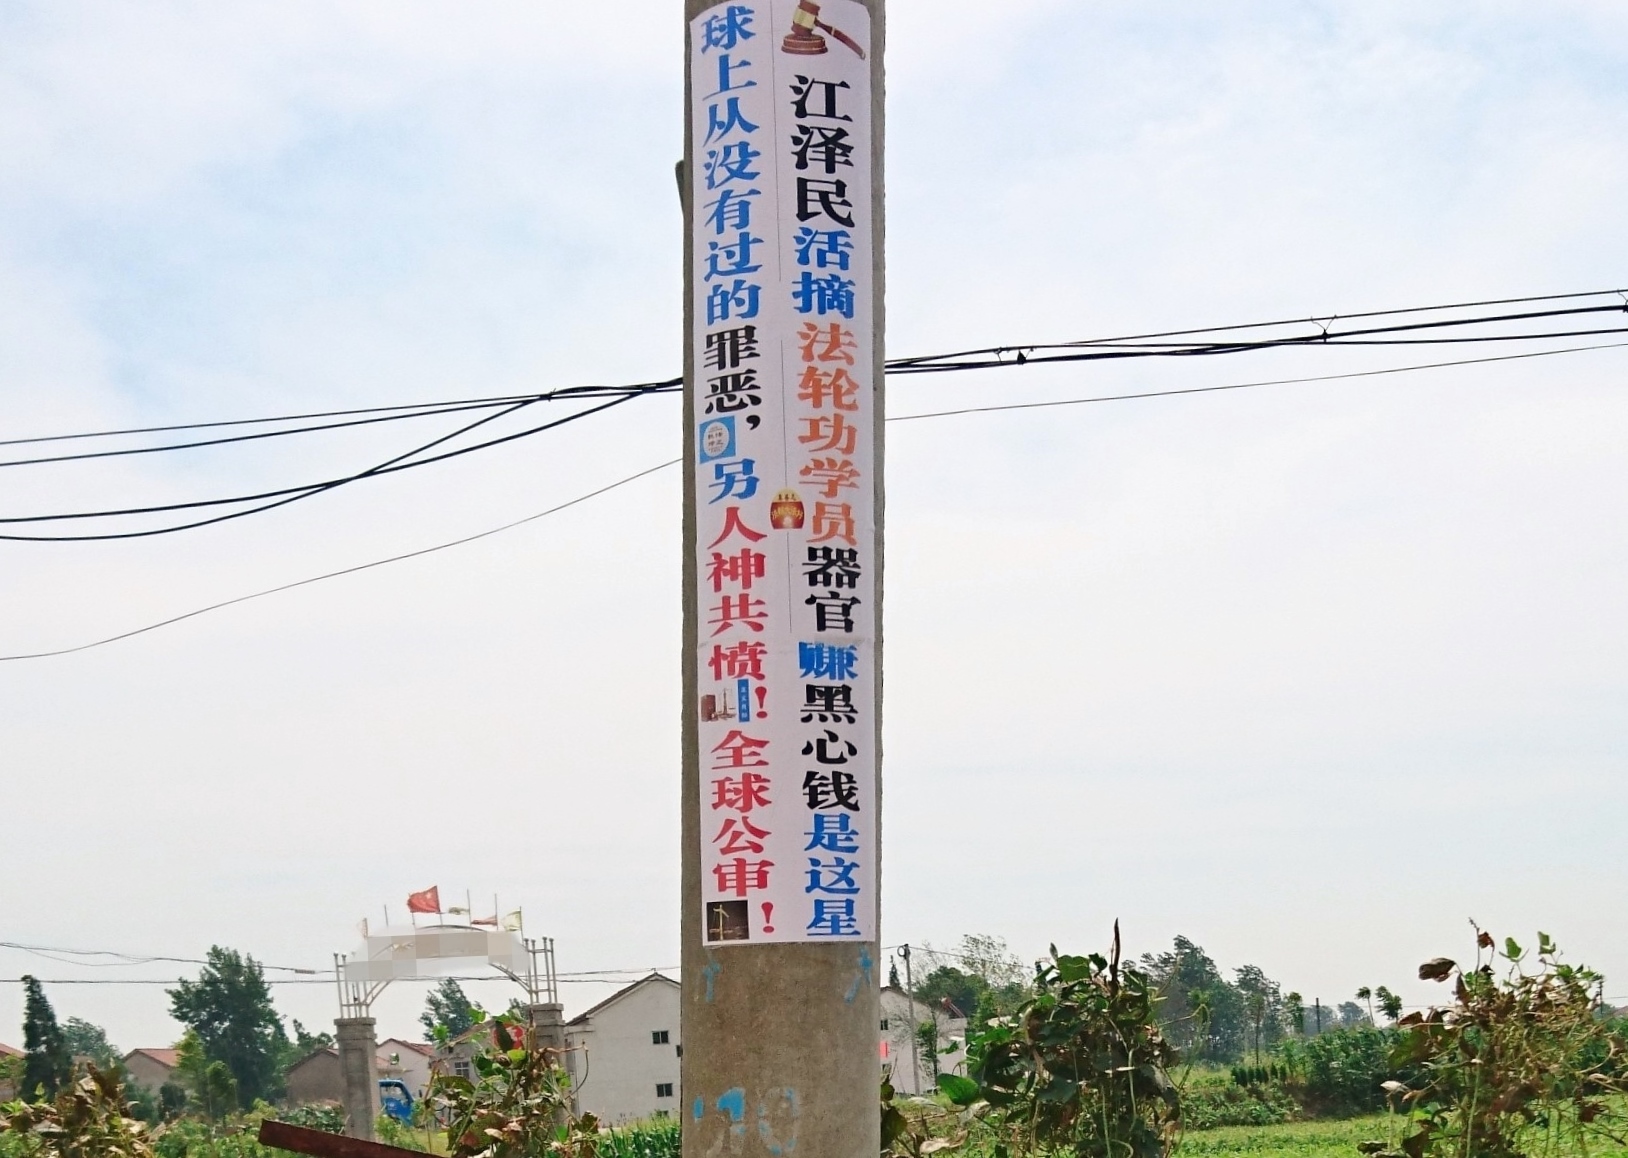 江泽民活摘法轮功学员器官赚黑心钱是这星
球上从没有过的罪恶，另人神共愤！全球公审！